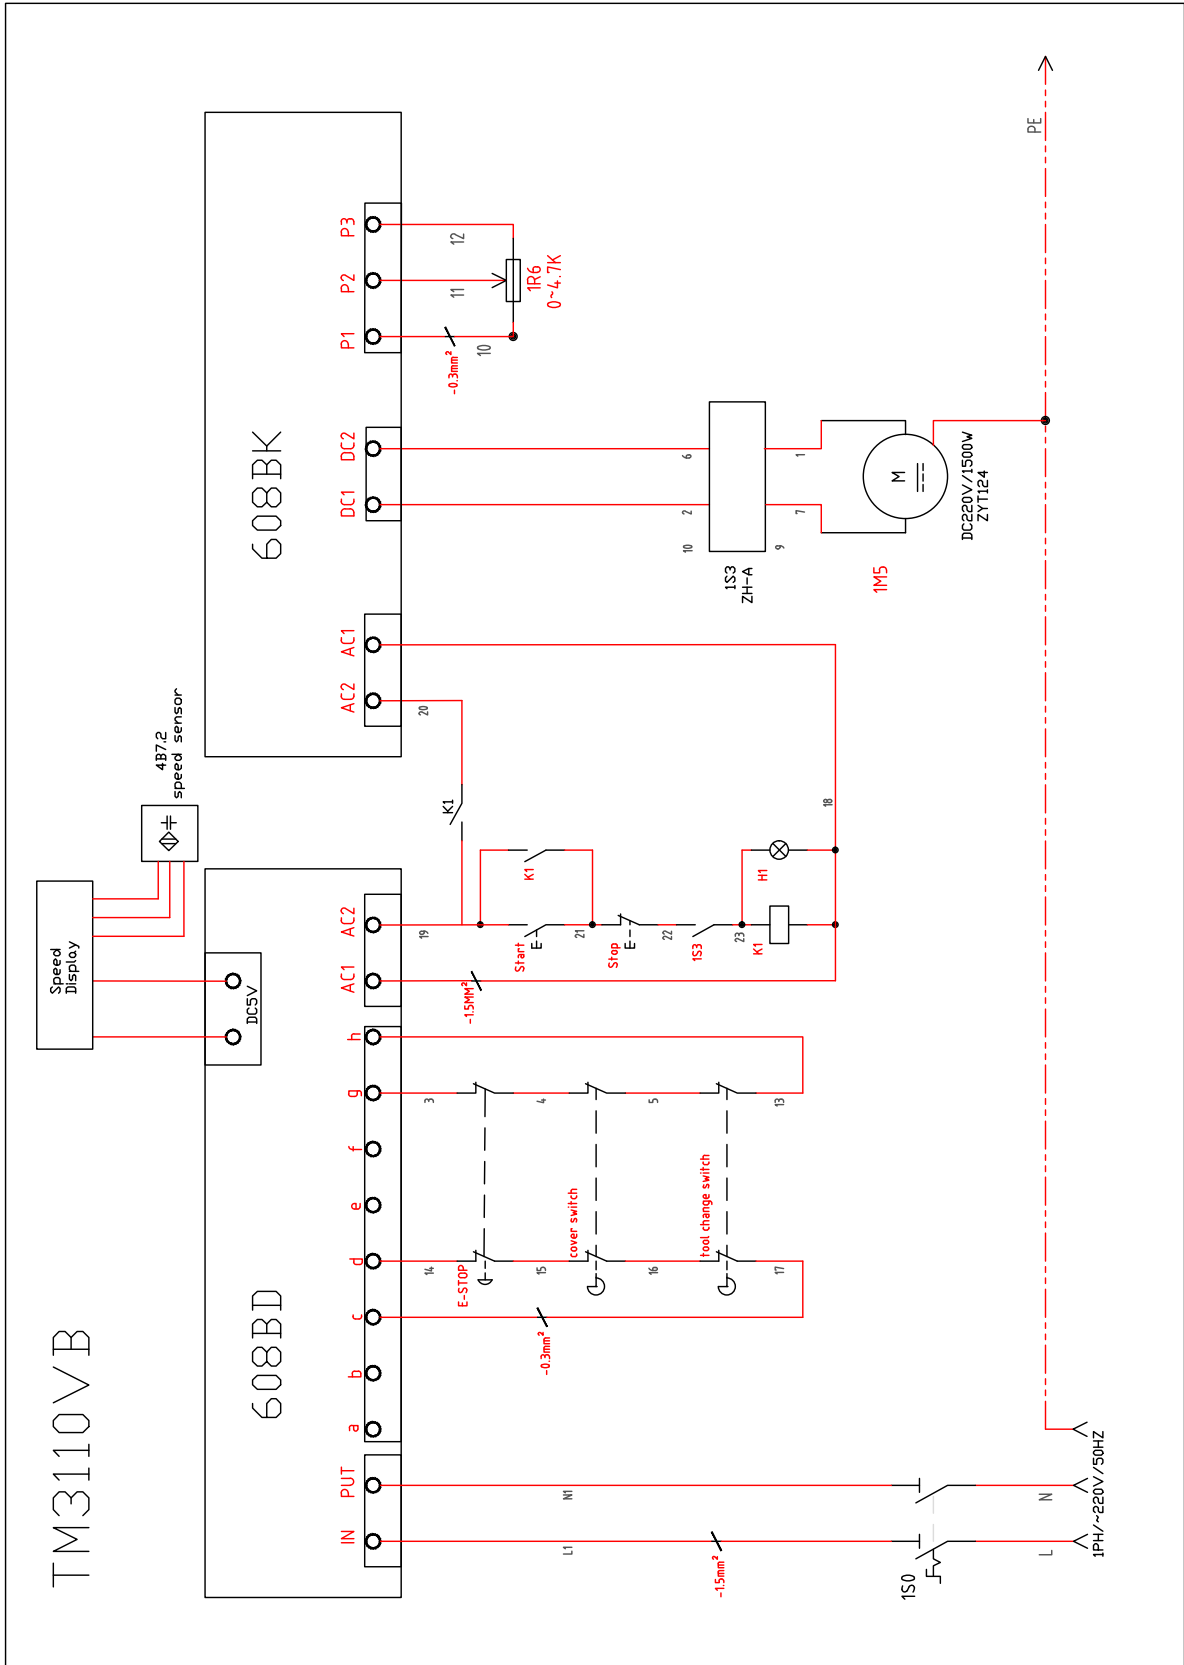 TM3110VB
Speed
Display
4B7.2
speed sensor
608BD
DC5V
608BK
IN
PUT
a
b
c
d
e
f
g
h
AC1
AC2
AC2
AC1
DC1
DC2
P1
P2
P3
14
3
19
20
10
11
12
-0.3mm²
1R6
0~4.7K
E-STOP
-1.5MM²
K1
L1
N1
-0.3mm²
15
cover switch
4
Start
K1
21
16
5
Stop
22
tool change switch
1S3
23
17
13
K1
H1
18
10
2
6
1S3
ZH-A
9
7
1
-1.5mm²
1M5
M
DC220V/1500W
ZYT124
1S0
L
N
PE
1PH/~220V/50HZ